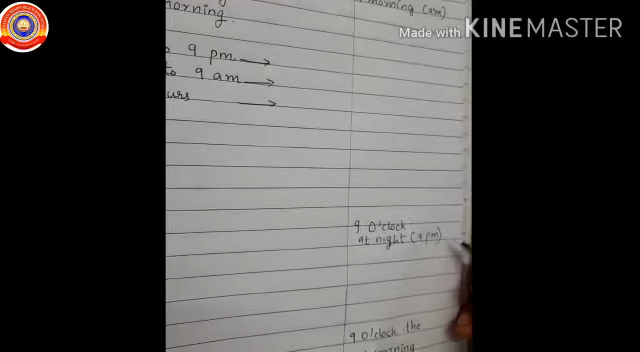 morning.
morning (am)
9 pm →
to 9 am →
Made with KINEMASTER
9 O'clock
at night (9 pm)
9 O'clock the
morning